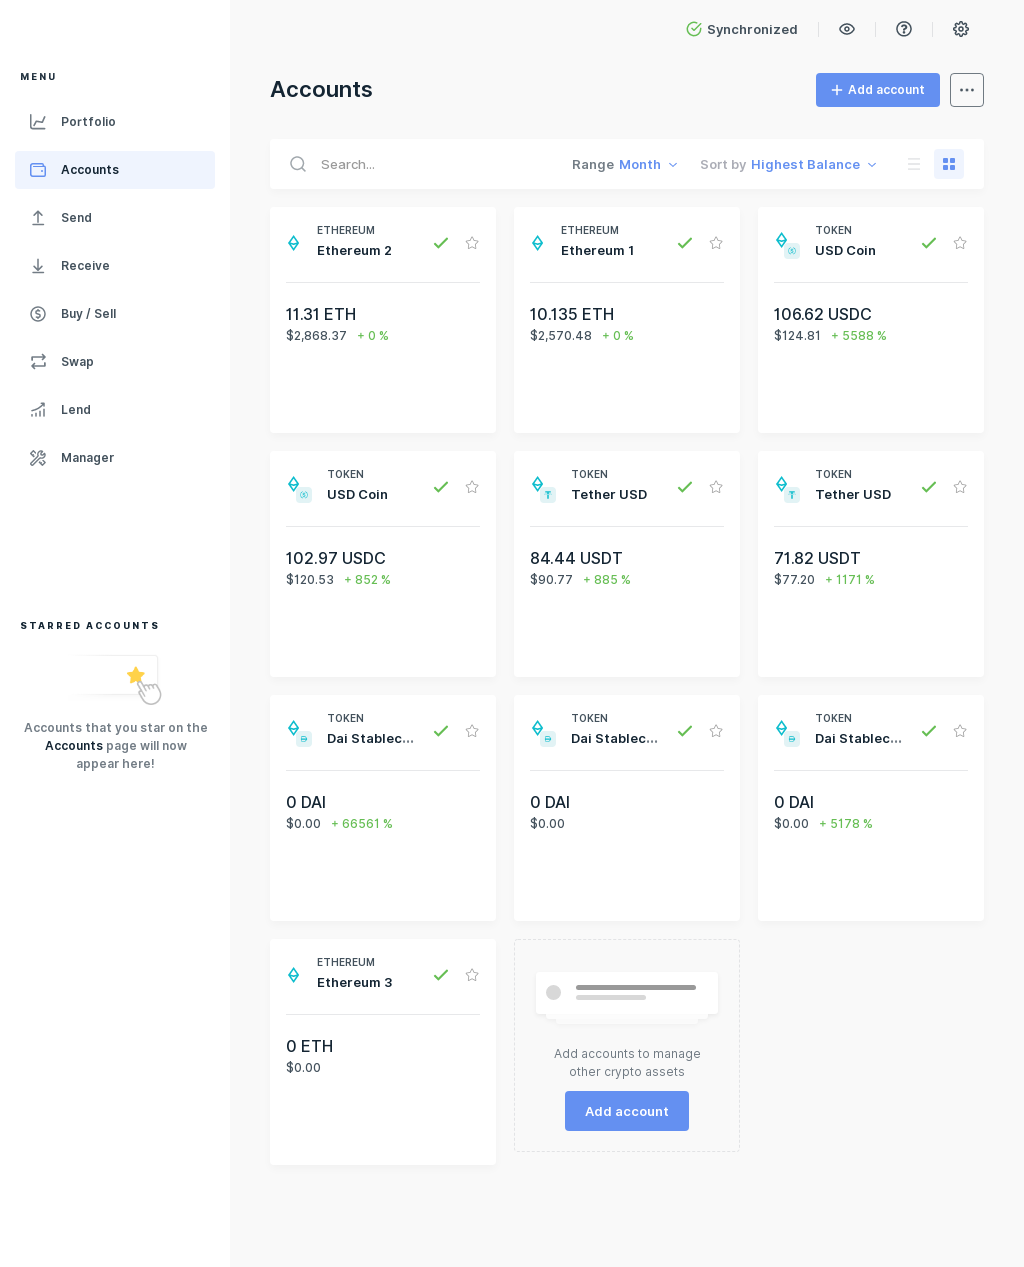 Synchronized
MENU
Portfolio
Accounts
Send
Receive
Buy / Sell
Swap
Lend
Manager
STARRED ACCOUNTS
Accounts that you star on the
Accounts page will now
appear here!
Accounts
Add account
Search...
Range Month
Sort by Highest Balance
ETHEREUM
Ethereum 2
11.31 ETH
$2,868.37 + 0 %
ETHEREUM
Ethereum 1
10.135 ETH
$2,570.48 + 0 %
TOKEN
USD Coin
106.62 USDC
$124.81 + 5588 %
TOKEN
USD Coin
102.97 USDC
$120.53 + 852 %
TOKEN
Tether USD
84.44 USDT
$90.77 + 885 %
TOKEN
Tether USD
71.82 USDT
$77.20 + 1171 %
TOKEN
Dai Stablec...
0 DAI
$0.00 + 66561 %
TOKEN
Dai Stablec...
0 DAI
$0.00
TOKEN
Dai Stablec...
0 DAI
$0.00 + 5178 %
ETHEREUM
Ethereum 3
0 ETH
$0.00
Add accounts to manage
other crypto assets
Add account